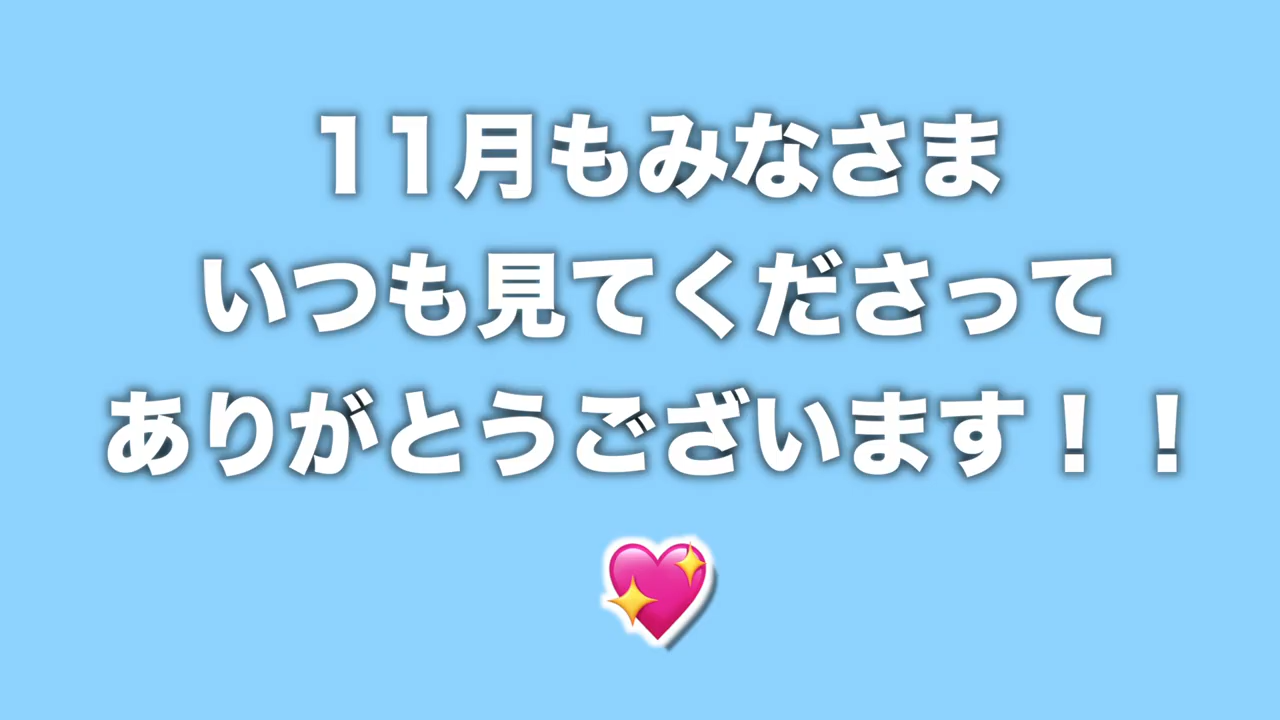 11月もみなさま
いつも見てくださって
ありがとうございます！！
💖